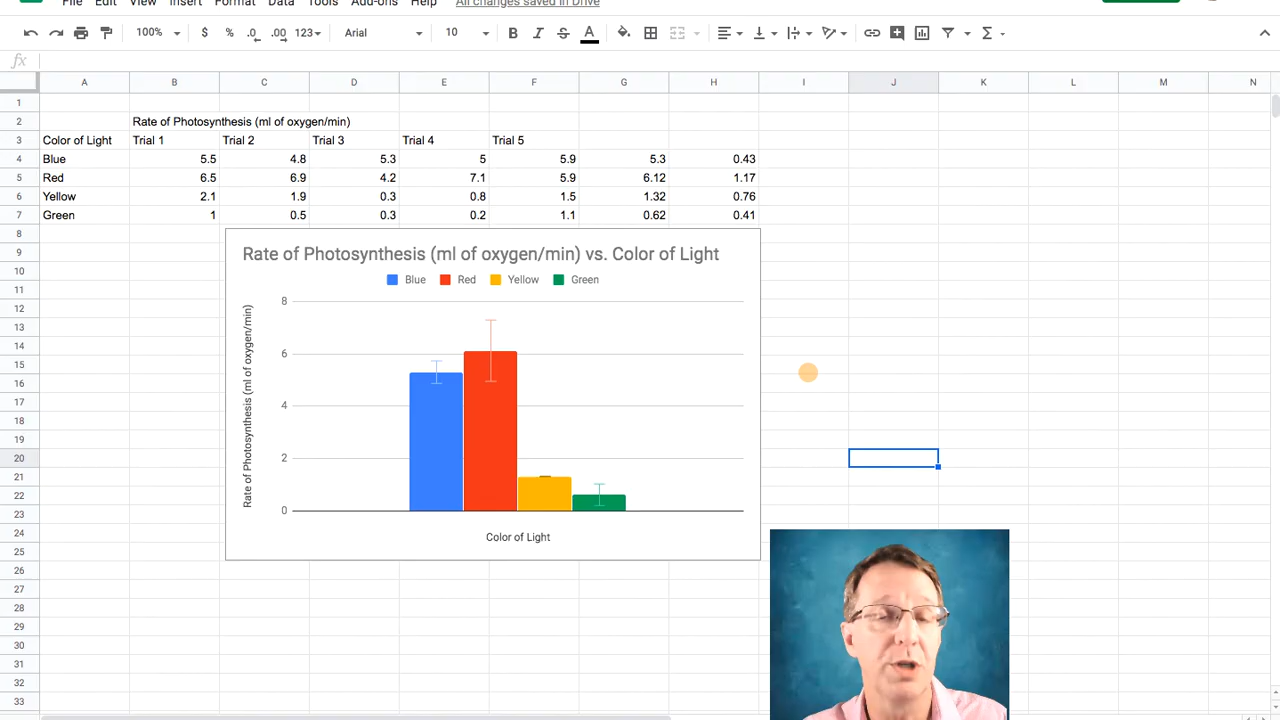 File Edit View Insert Format Data Tools Add-ons Help All changes saved in Drive
100% $ % .0 .00 123 Arial 10 B I S A Σ
fx
A B C D E F G H I J K L M N
1
2 Rate of Photosynthesis (ml of oxygen/min)
3 Color of Light Trial 1 Trial 2 Trial 3 Trial 4 Trial 5
4 Blue 5.5 4.8 5.3 5 5.9 5.3 0.43
5 Red 6.5 6.9 4.2 7.1 5.9 6.12 1.17
6 Yellow 2.1 1.9 0.3 0.8 1.5 1.32 0.76
7 Green 1 0.5 0.3 0.2 1.1 0.62 0.41
8
9
10
11
12
13
14
15
16
17
18
19
20
21
22
23
24
25
26
27
28
29
30
31
32
33
Rate of Photosynthesis (ml of oxygen/min) vs. Color of Light
Blue Red Yellow Green
Rate of Photosynthesis (ml of oxygen/min)
8
6
4
2
0
Color of Light